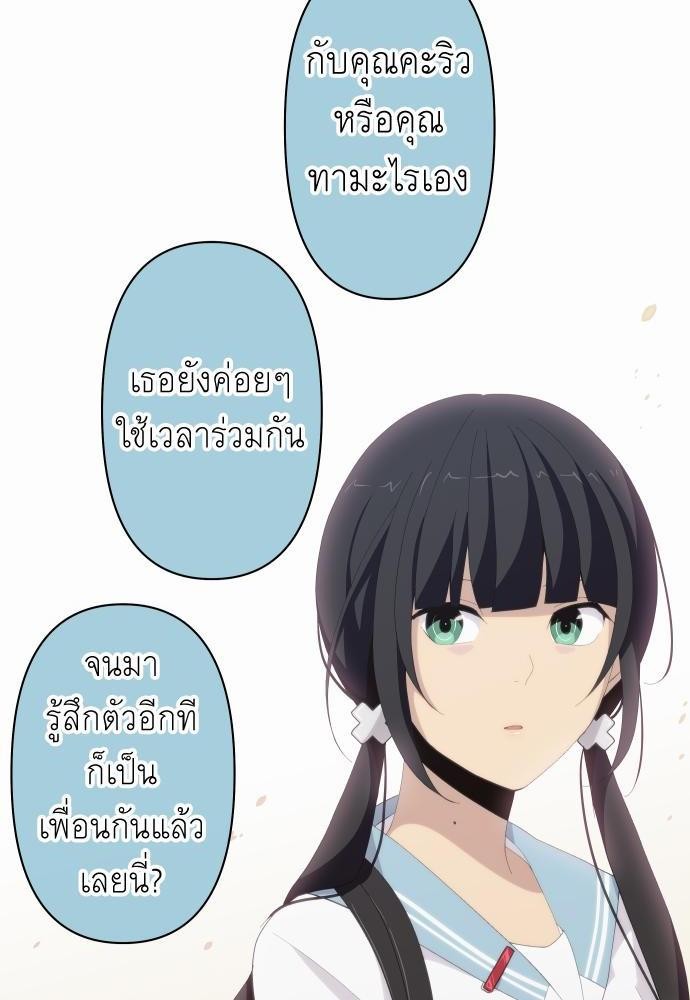 กับคุณคะริว
หรือคุณ
ทามะไรเอง
เธอยังค่อยๆ
ใช้เวลาร่วมกัน
จนมา
รู้สึกตัวอีกที
ก็เป็น
เพื่อนกันแล้ว
เลยนี่?